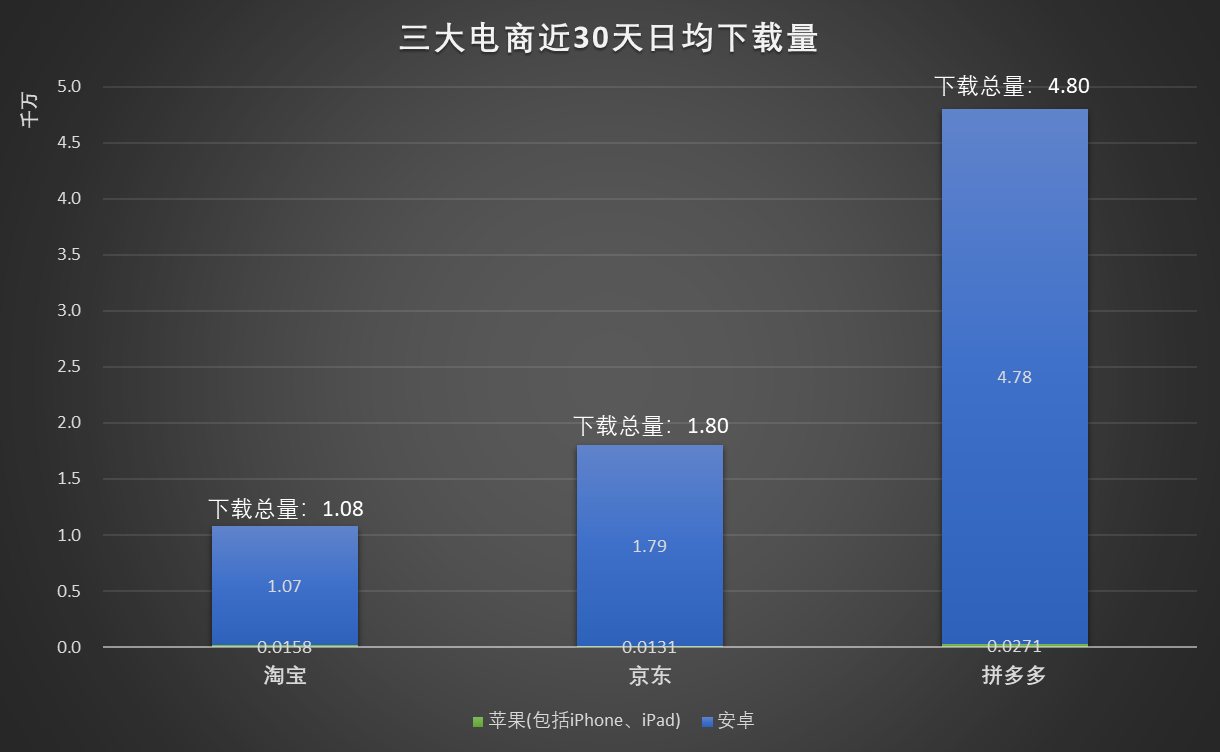 三大电商近30天日均下载量
千万
5.0
4.5
4.0
3.5
3.0
2.5
2.0
1.5
1.0
0.5
0.0
下载总量：1.08
1.07
0.0158
下载总量：1.80
1.79
0.0131
下载总量：4.80
4.78
0.0271
淘宝
京东
拼多多
苹果(包括iPhone、iPad)
安卓